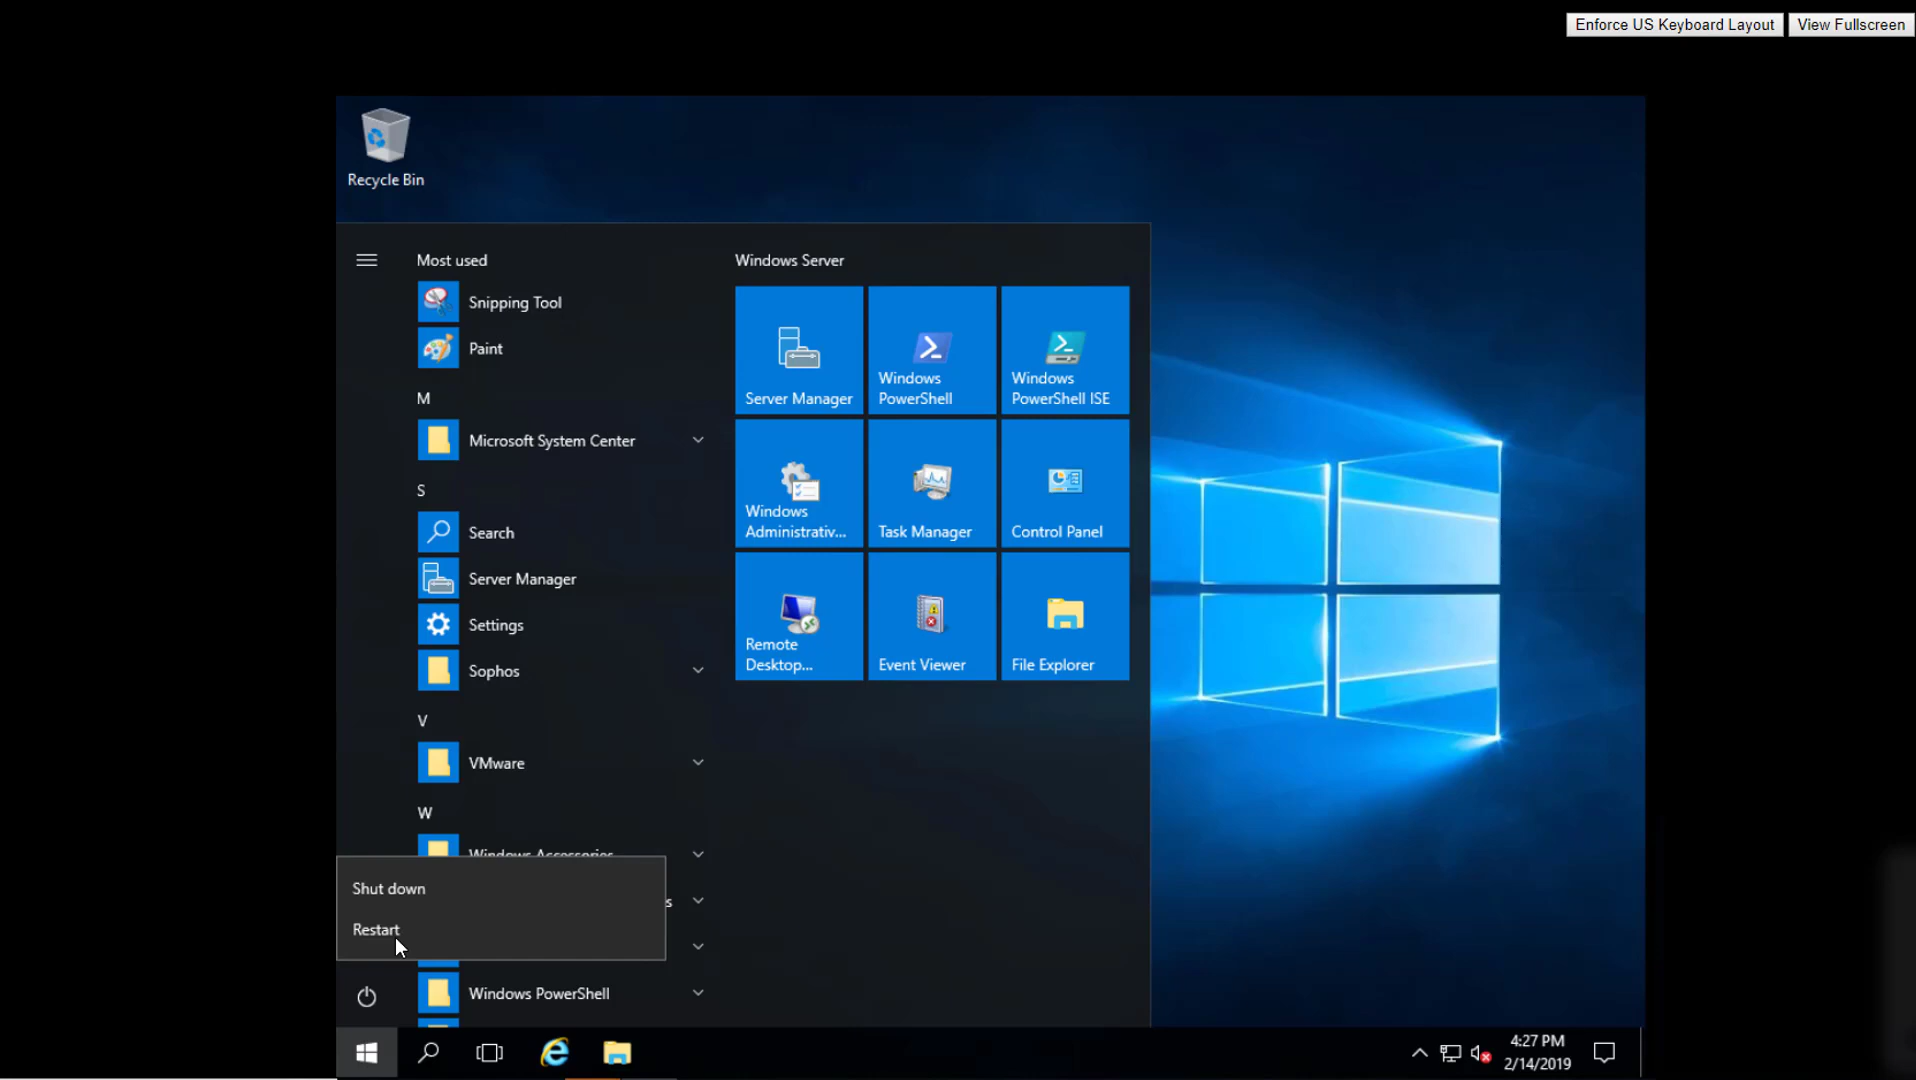 Enforce US Keyboard Layout
View Fullscreen
Recycle Bin
Most used
Snipping Tool
Paint
M
Microsoft System Center
S
Search
Server Manager
Settings
Sophos
V
VMware
W
Windows Accessories
s
Windows PowerShell
Shut down
Restart
Windows Server
Server Manager
Windows
PowerShell
Windows
PowerShell ISE
Windows
Administrativ...
Task Manager
Control Panel
Remote
Desktop...
Event Viewer
File Explorer
4:27 PM
2/14/2019